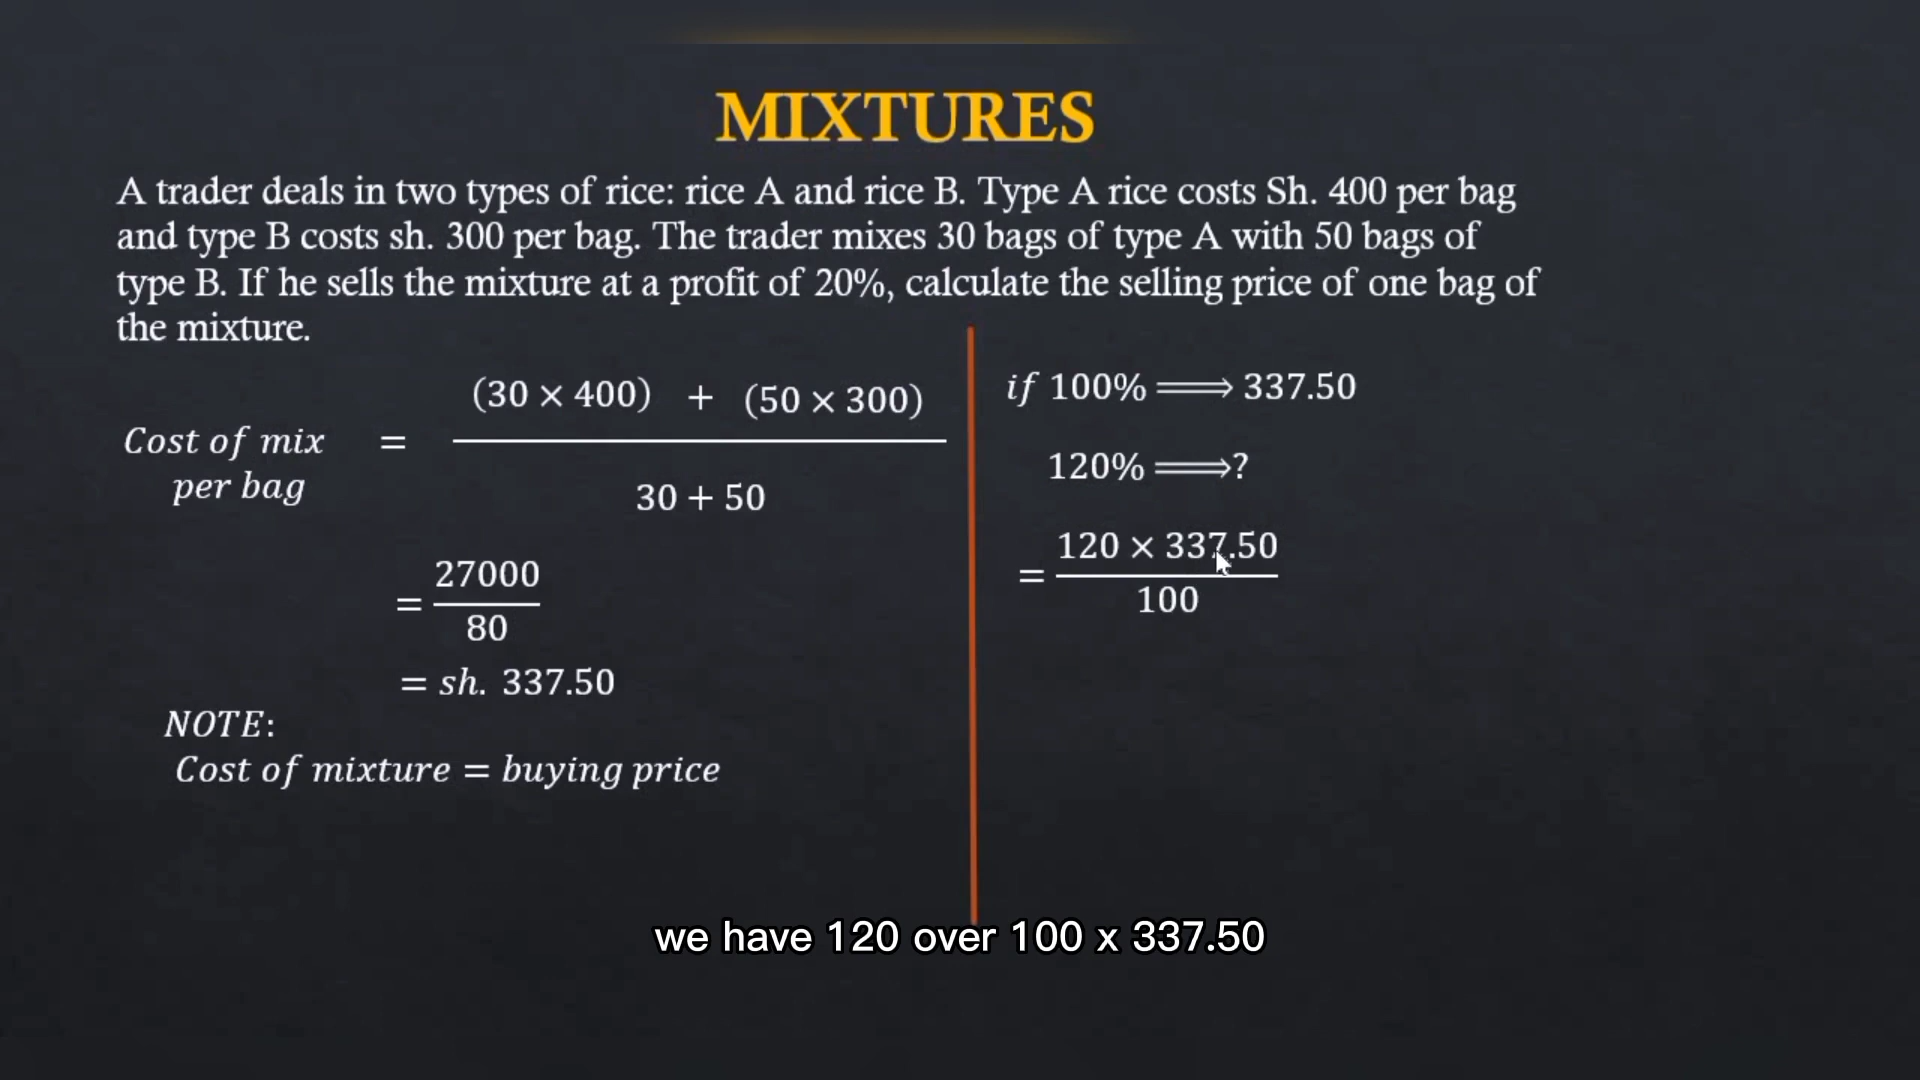 MIXTURES
A trader deals in two types of rice: rice A and rice B. Type A rice costs Sh. 400 per bag
and type B costs sh. 300 per bag. The trader mixes 30 bags of type A with 50 bags of
type B. If he sells the mixture at a profit of 20%, calculate the selling price of one bag of
the mixture.
(30 × 400) + (50 × 300)
Cost of mix =
per bag
30 + 50
27000
=
80
= sh. 337.50
NOTE:
Cost of mixture = buying price
if 100% ⟹ 337.50
120% ⟹?
120 × 337.50
=
100
we have 120 over 100 x 337.50